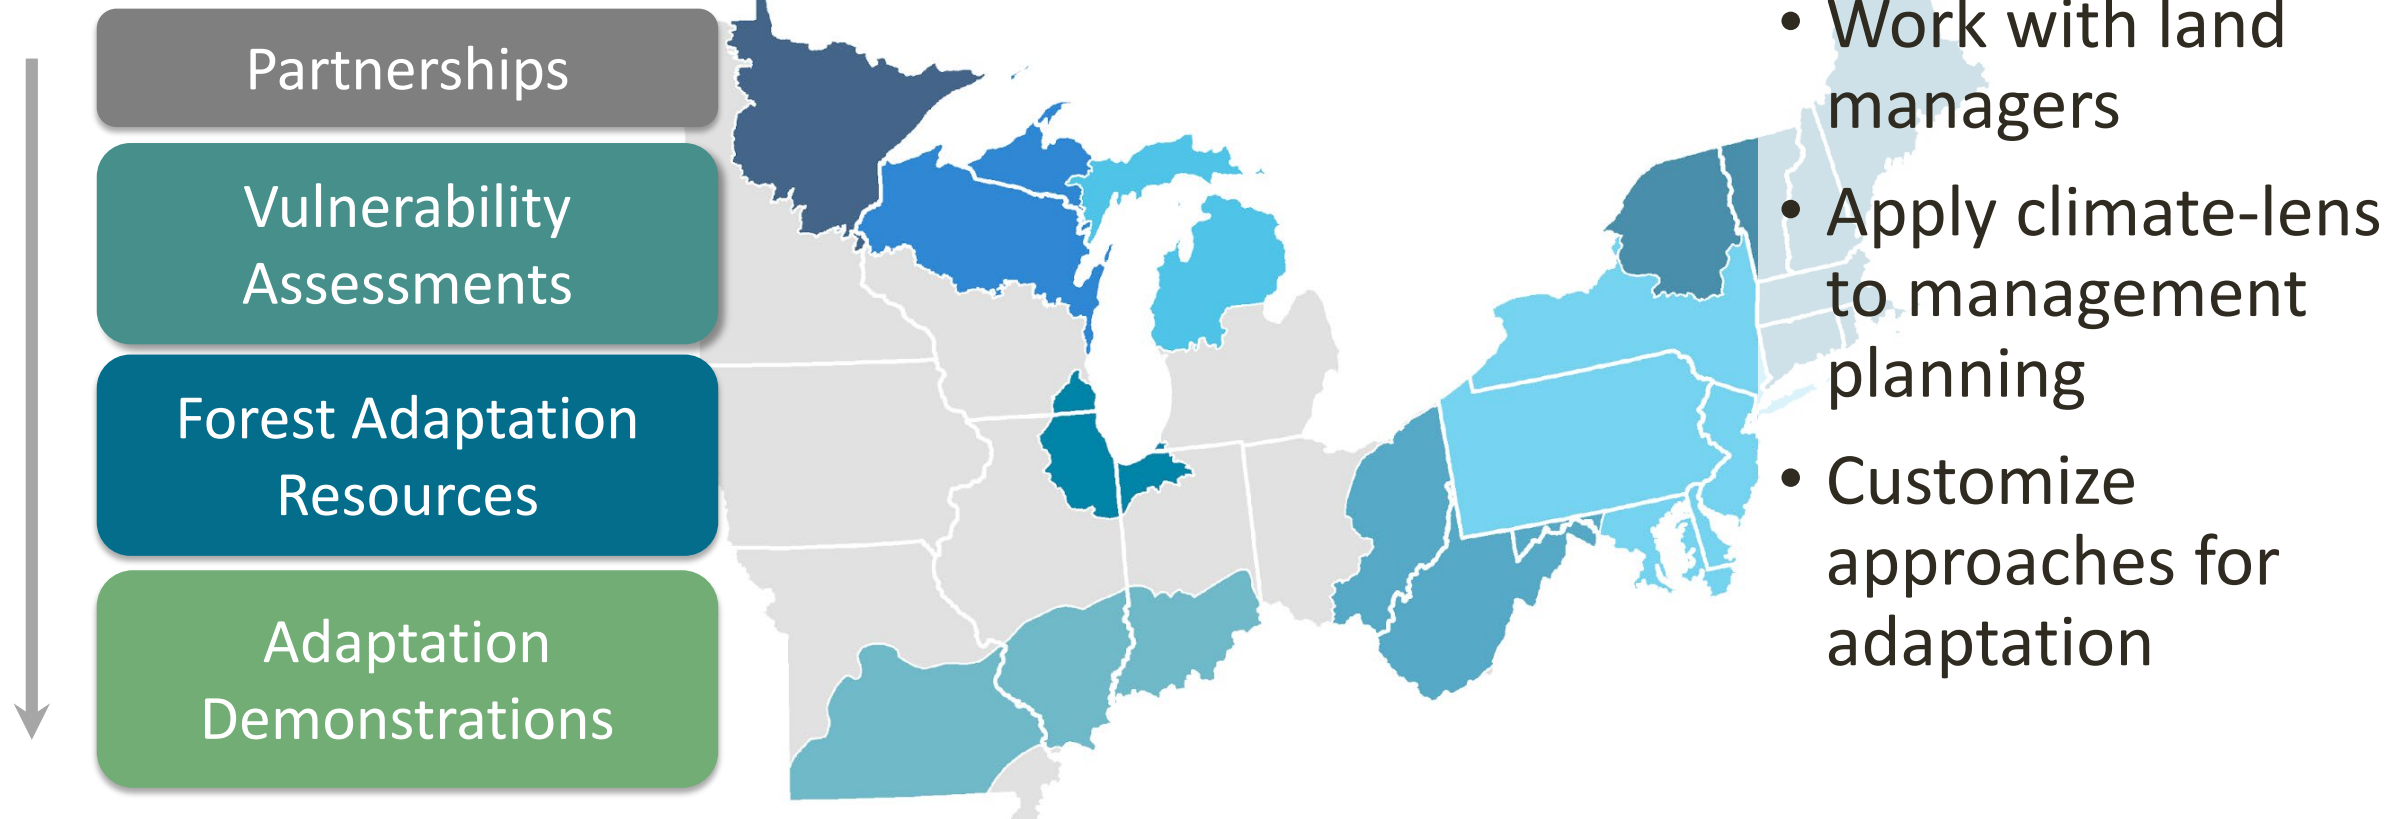 Partnerships
Vulnerability
Assessments
Forest Adaptation
Resources
Adaptation
Demonstrations
• Work with land
managers
• Apply climate-lens
to management
planning
• Customize
approaches for
adaptation